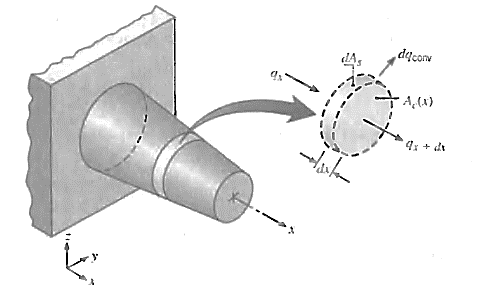 dA_s
dq_conv
q_x
A_c(x)
q_x + dx
dx
x
z
y
x